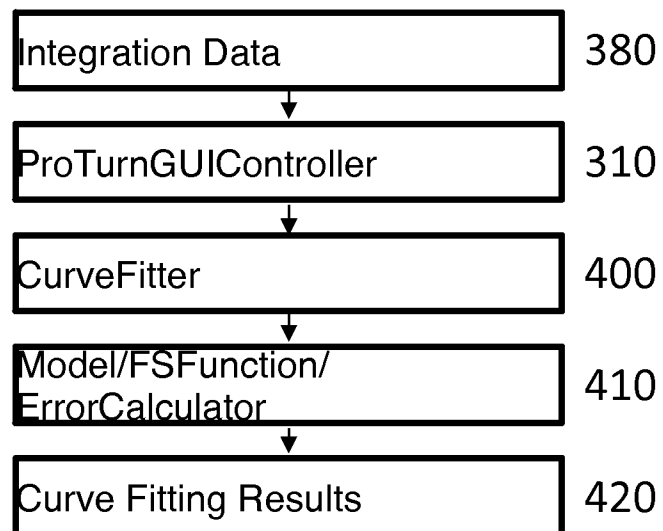 Integration Data 380
ProTurnGUIController 310
CurveFitter 400
Model/FSFunction/
ErrorCalculator 410
Curve Fitting Results 420